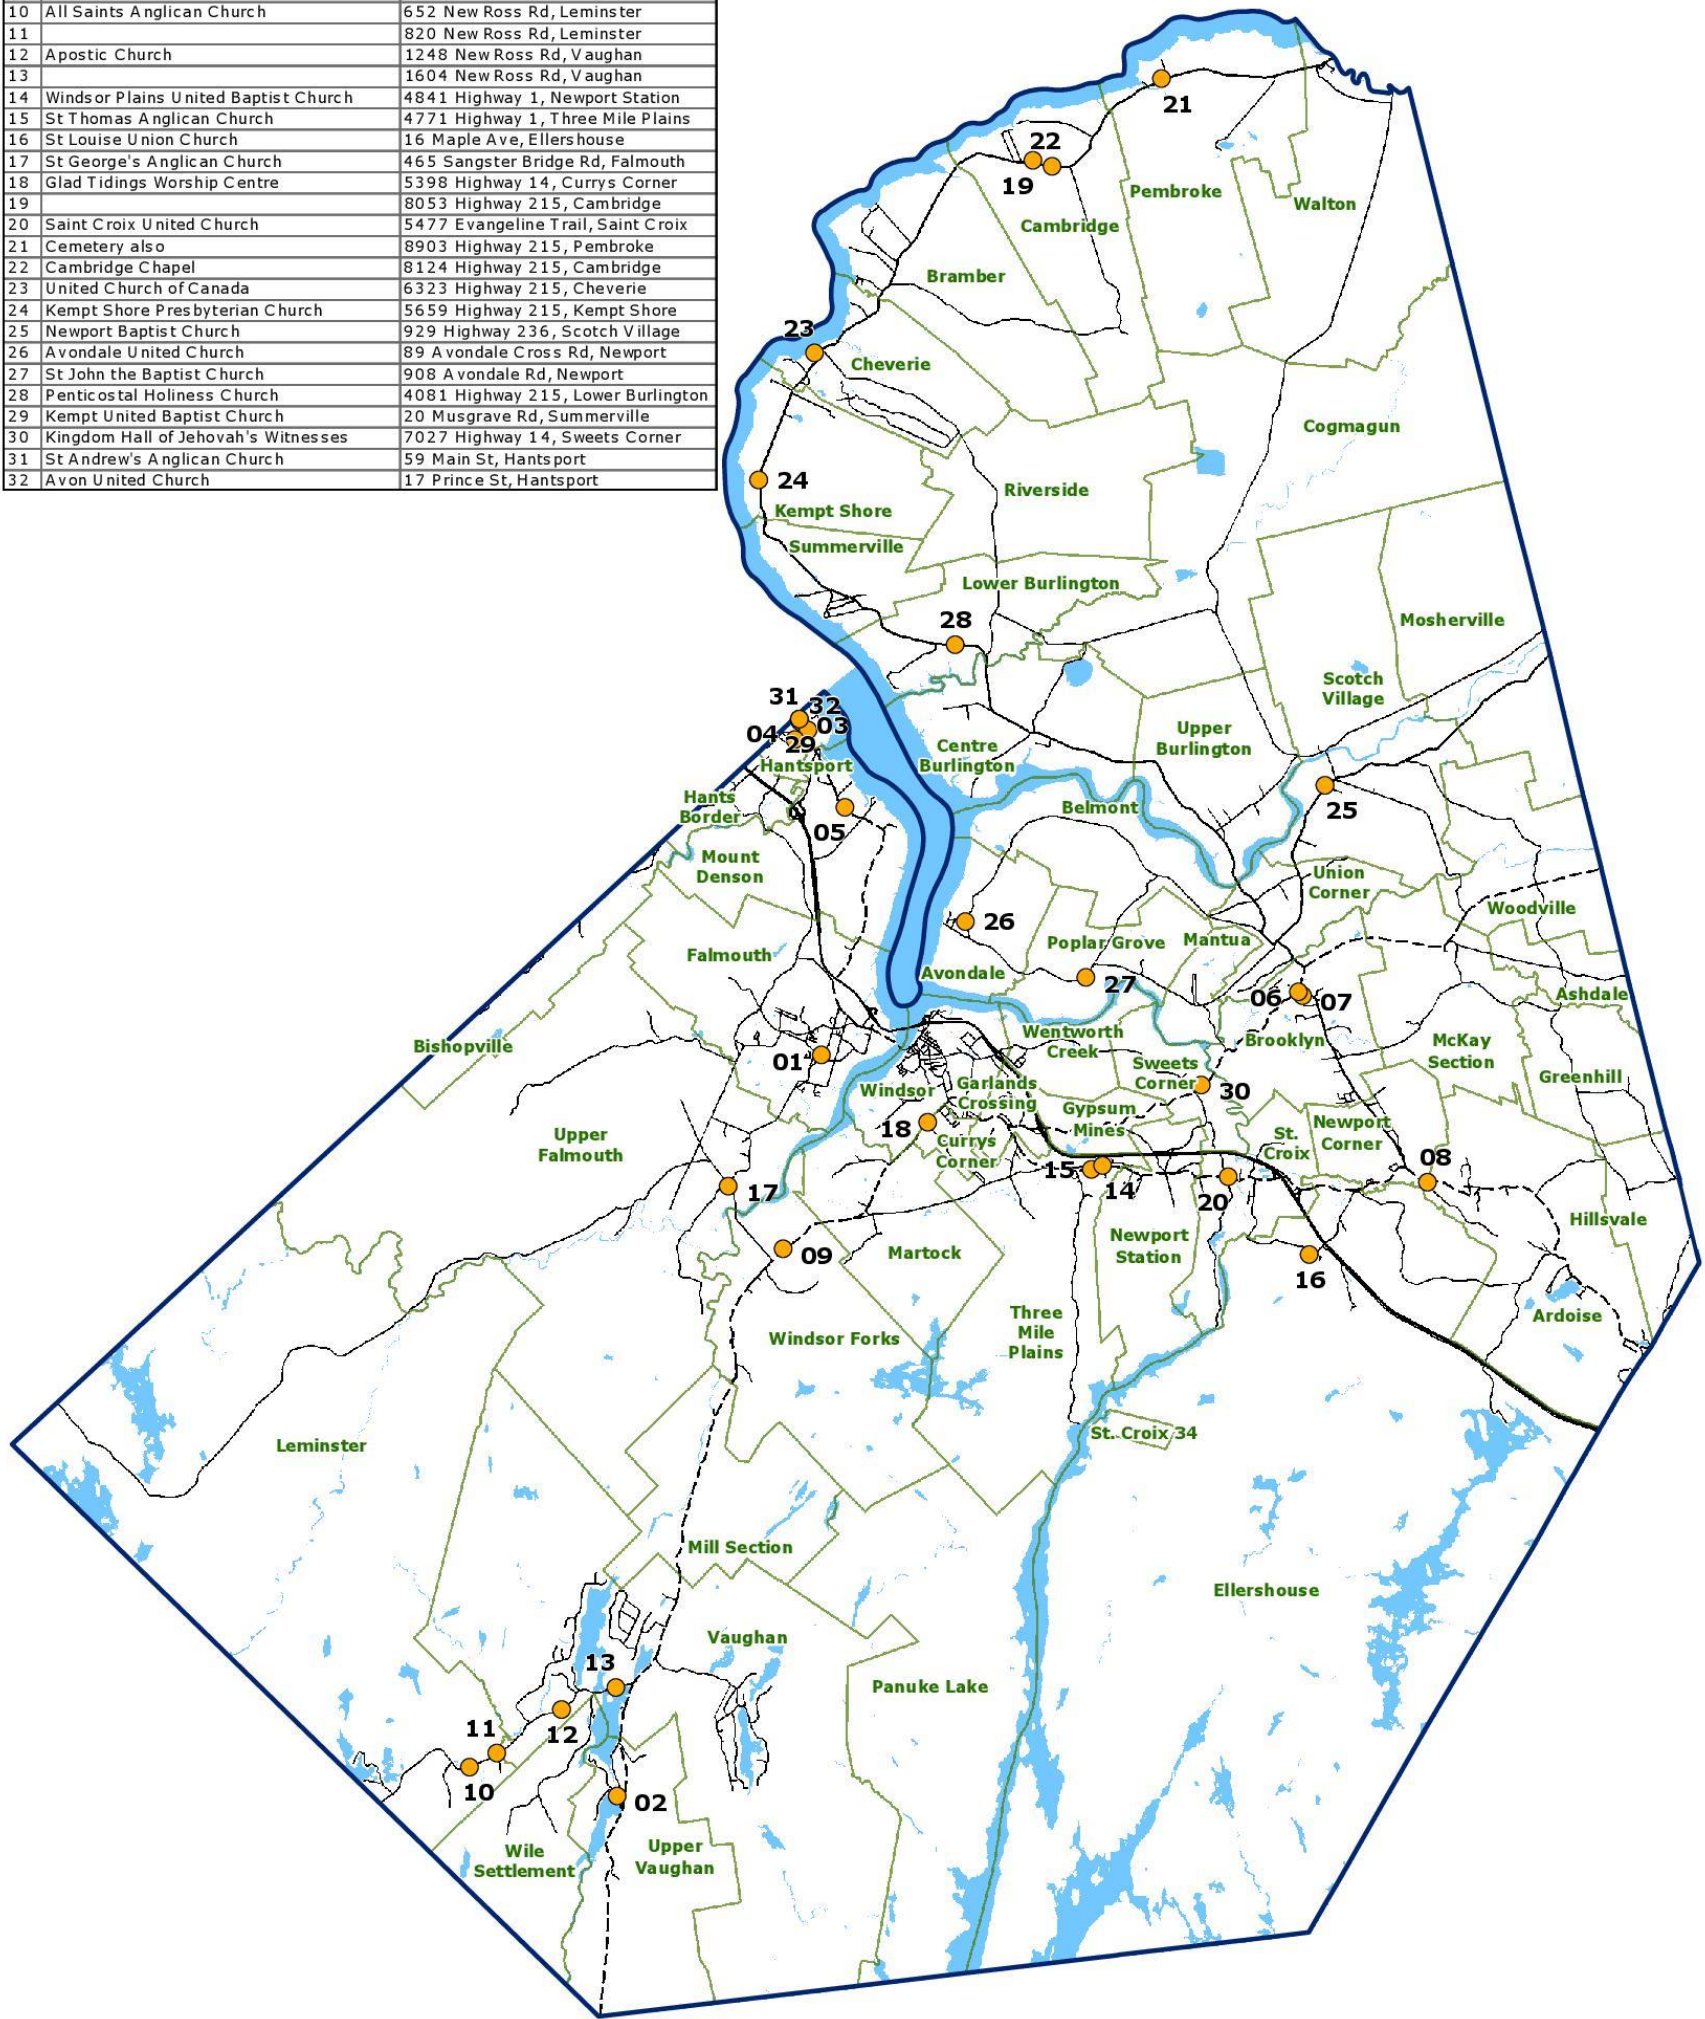 10 All Saints Anglican Church 652 New Ross Rd, Leminster
11 820 New Ross Rd, Leminster
12 Apostic Church 1248 New Ross Rd, Vaughan
13 1604 New Ross Rd, Vaughan
14 Windsor Plains United Baptist Church 4841 Highway 1, Newport Station
15 St Thomas Anglican Church 4771 Highway 1, Three Mile Plains
16 St Louise Union Church 16 Maple Ave, Ellershouse
17 St George's Anglican Church 465 Sangster Bridge Rd, Falmouth
18 Glad Tidings Worship Centre 5398 Highway 14, Currys Corner
19 8053 Highway 215, Cambridge
20 Saint Croix United Church 5477 Evangeline Trail, Saint Croix
21 Cemetery also 8903 Highway 215, Pembroke
22 Cambridge Chapel 8124 Highway 215, Cambridge
23 United Church of Canada 6323 Highway 215, Cheverie
24 Kempt Shore Presbyterian Church 5659 Highway 215, Kempt Shore
25 Newport Baptist Church 929 Highway 236, Scotch Village
26 Avondale United Church 89 Avondale Cross Rd, Newport
27 St John the Baptist Church 908 Avondale Rd, Newport
28 Penticostal Holiness Church 4081 Highway 215, Lower Burlington
29 Kempt United Baptist Church 20 Musgrave Rd, Summerville
30 Kingdom Hall of Jehovah's Witnesses 7027 Highway 14, Sweets Corner
31 St Andrew's Anglican Church 59 Main St, Hantsport
32 Avon United Church 17 Prince St, Hantsport
21
22
19
Pembroke
Walton
Cambridge
Bramber
23
Cheverie
Cogmagun
24
Riverside
Kempt Shore
Summerville
Lower Burlington
28
Mosherville
Scotch
Village
31
32
03
04
29
Hantsport
Upper
Burlington
Centre
Burlington
Hants
Border
05
Belmont
25
Mount
Denson
Union
Corner
Woodville
26
Poplar Grove
Mantua
Falmouth
Avondale
27
06
07
Ashdale
Wentworth
Creek
Brooklyn
McKay
Section
Bishopville
01
Sweets
Corner
Greenhill
Windsor
Garlands
Crossing
30
Gypsum
Mines
18
Currys
Corner
Upper
Falmouth
St.
Croix
Newport
Corner
08
15
14
17
20
Hillsvale
09
Martock
Newport
Station
16
Three
Mile
Plains
Windsor Forks
Ardoise
Leminster
St. Croix 34
Mill Section
Ellershouse
Vaughan
13
Panuke Lake
11
12
10
02
Wile
Settlement
Upper
Vaughan